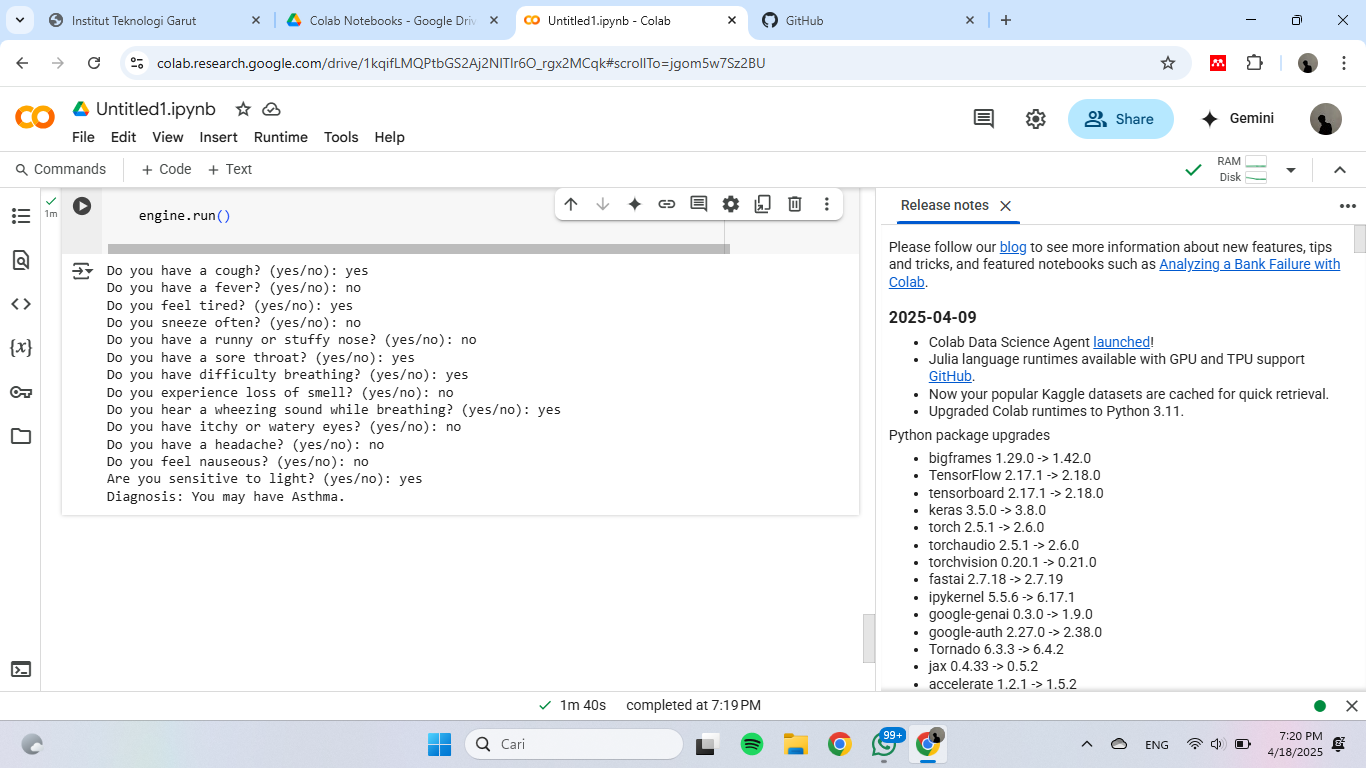 Institut Teknologi Garut
Colab Notebooks - Google Driv
Untitled1.ipynb - Colab
GitHub
colab.research.google.com/drive/1kqifLMQPtbGS2Aj2NITIr6O_rgx2MCqk#scrollTo=jgom5w7Sz2BU
Untitled1.ipynb
File Edit View Insert Runtime Tools Help
Share
Gemini
Commands + Code + Text
RAM
Disk
1m
engine.run()
Do you have a cough? (yes/no): yes
Do you have a fever? (yes/no): no
Do you feel tired? (yes/no): yes
Do you sneeze often? (yes/no): no
Do you have a runny or stuffy nose? (yes/no): no
Do you have a sore throat? (yes/no): yes
Do you have difficulty breathing? (yes/no): yes
Do you experience loss of smell? (yes/no): no
Do you hear a wheezing sound while breathing? (yes/no): yes
Do you have itchy or watery eyes? (yes/no): no
Do you have a headache? (yes/no): no
Do you feel nauseous? (yes/no): no
Are you sensitive to light? (yes/no): yes
Diagnosis: You may have Asthma.
Release notes
Please follow our blog to see more information about new features, tips
and tricks, and featured notebooks such as Analyzing a Bank Failure with
Colab.
2025-04-09
• Colab Data Science Agent launched!
• Julia language runtimes available with GPU and TPU support
GitHub.
• Now your popular Kaggle datasets are cached for quick retrieval.
• Upgraded Colab runtimes to Python 3.11.
Python package upgrades
• bigframes 1.29.0 -> 1.42.0
• TensorFlow 2.17.1 -> 2.18.0
• tensorboard 2.17.1 -> 2.18.0
• keras 3.5.0 -> 3.8.0
• torch 2.5.1 -> 2.6.0
• torchaudio 2.5.1 -> 2.6.0
• torchvision 0.20.1 -> 0.21.0
• fastai 2.7.18 -> 2.7.19
• ipykernel 5.5.6 -> 6.17.1
• google-genai 0.3.0 -> 1.9.0
• google-auth 2.27.0 -> 2.38.0
• Tornado 6.3.3 -> 6.4.2
• jax 0.4.33 -> 0.5.2
• accelerate 1.2.1 -> 1.5.2
1m 40s completed at 7:19 PM
Cari
99+
ENG
7:20 PM
4/18/2025